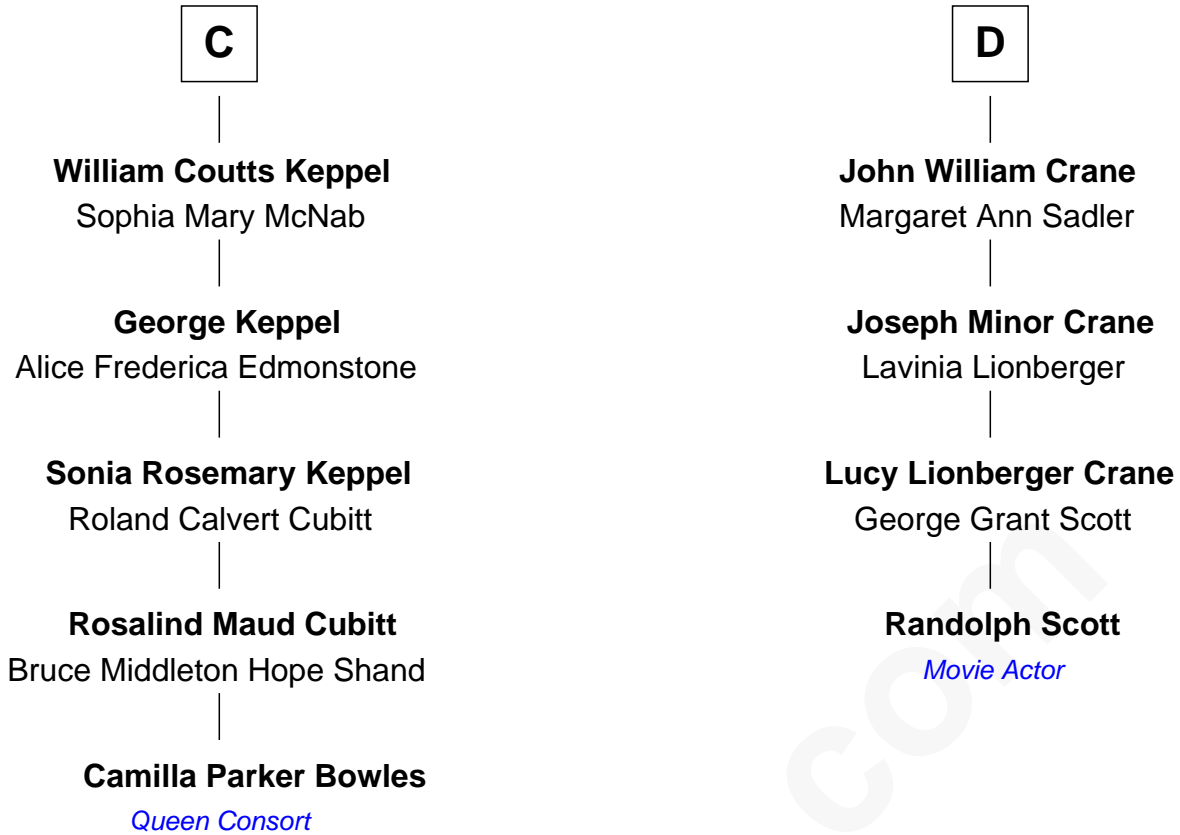 C
William Coutts Keppel
Sophia Mary McNab
George Keppel
Alice Frederica Edmonstone
Sonia Rosemary Keppel
Roland Calvert Cubitt
Rosalind Maud Cubitt
Bruce Middleton Hope Shand
Camilla Parker Bowles
Queen Consort
D
John William Crane
Margaret Ann Sadler
Joseph Minor Crane
Lavinia Lionberger
Lucy Lionberger Crane
George Grant Scott
Randolph Scott
Movie Actor
com